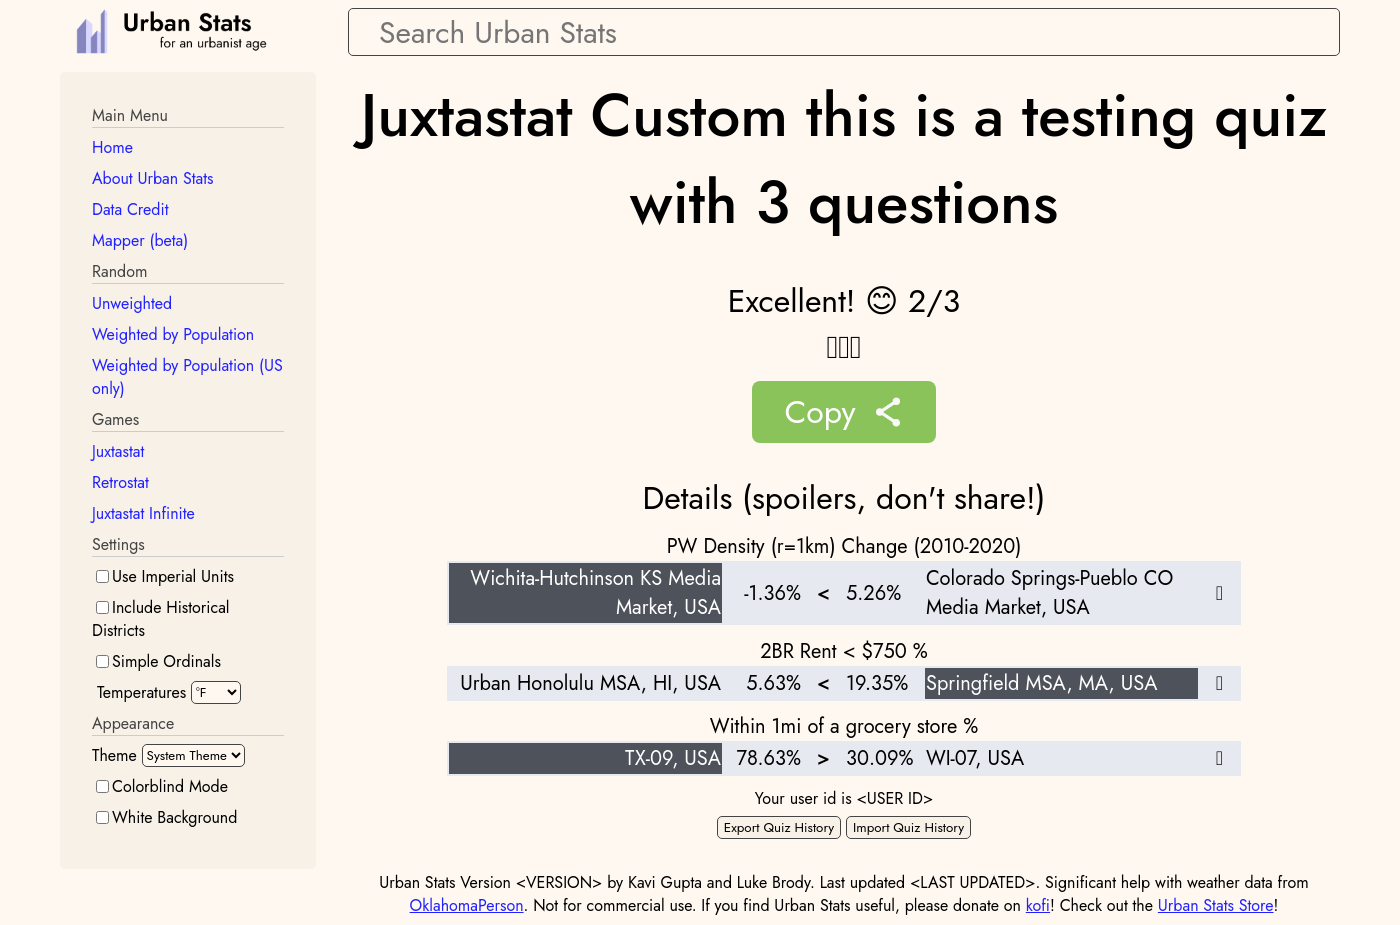 Urban Stats
for an urbanist age
Search Urban Stats
Main Menu
Home
About Urban Stats
Data Credit
Mapper (beta)
Random
Unweighted
Weighted by Population
Weighted by Population (US
only)
Games
Juxtastat
Retrostat
Juxtastat Infinite
Settings
Use Imperial Units
Include Historical
Districts
Simple Ordinals
Temperatures °F
Appearance
Theme System Theme
Colorblind Mode
White Background
Juxtastat Custom this is a testing quiz
with 3 questions
Excellent! 😊 2/3
Copy
Details (spoilers, don't share!)
PW Density (r=1km) Change (2010-2020)
Wichita-Hutchinson KS Media
Market, USA
-1.36% < 5.26%
Colorado Springs-Pueblo CO
Media Market, USA
2BR Rent < $750 %
Urban Honolulu MSA, HI, USA 5.63% < 19.35% Springfield MSA, MA, USA
Within 1mi of a grocery store %
TX-09, USA 78.63% > 30.09% WI-07, USA
Your user id is <USER ID>
Export Quiz History Import Quiz History
Urban Stats Version <VERSION> by Kavi Gupta and Luke Brody. Last updated <LAST UPDATED>. Significant help with weather data from
OklahomaPerson. Not for commercial use. If you find Urban Stats useful, please donate on kofi! Check out the Urban Stats Store!